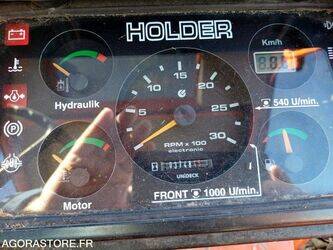 HOLDER
Km/h
15
10
20
5
25
30
RPM x 100
electronic
UNiDECK
Hydraulik
Motor
540 U/min.
FRONT 1000 U/min.
P
AGORASTORE.FR